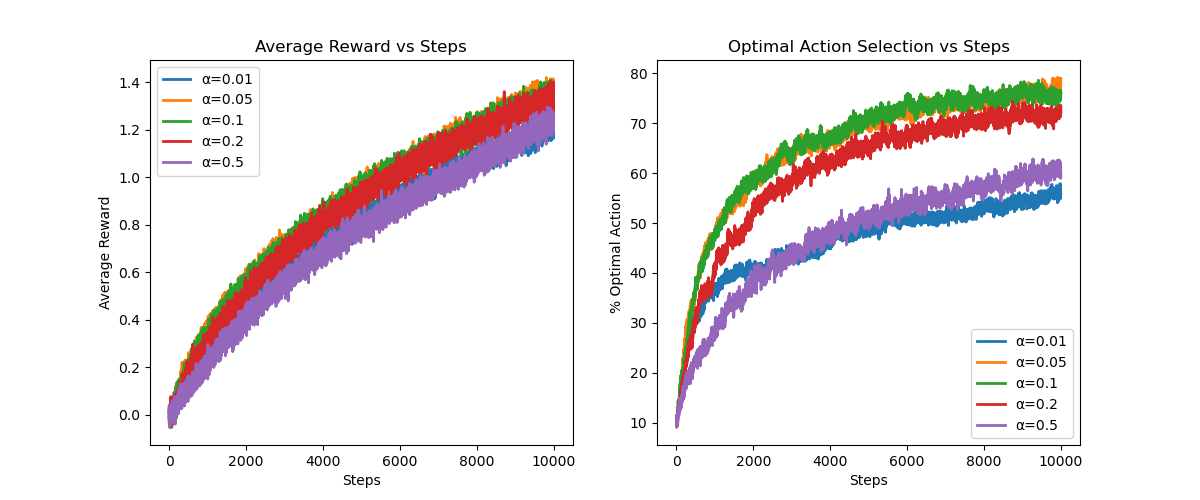 Average Reward vs Steps
1.4
1.2
1.0
0.8
0.6
0.4
0.2
0.0
Average Reward
α=0.01
α=0.05
α=0.1
α=0.2
α=0.5
0 2000 4000 6000 8000 10000
Steps
Optimal Action Selection vs Steps
80
70
60
50
40
30
20
10
% Optimal Action
α=0.01
α=0.05
α=0.1
α=0.2
α=0.5
0 2000 4000 6000 8000 10000
Steps